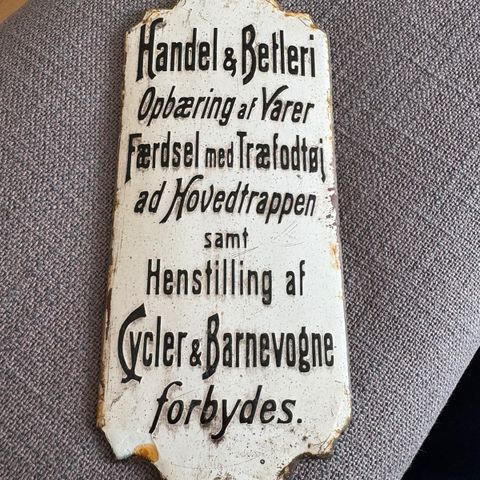 Handel & Betleri
Opbæring af Varer
Færdsel med Træfodtøj
ad Hovedtrappen
samt
Henstilling af
Cycler & Barnevogne
forbydes.